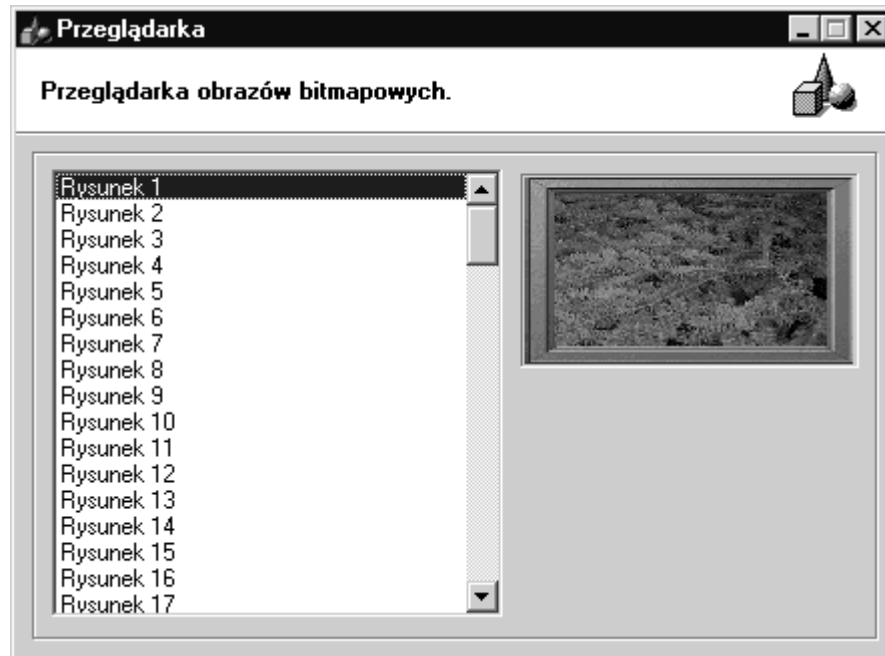 Przeglądarka
Przeglądarka obrazów bitmapowych.
Rysunek 1
Rysunek 2
Rysunek 3
Rysunek 4
Rysunek 5
Rysunek 6
Rysunek 7
Rysunek 8
Rysunek 9
Rysunek 10
Rysunek 11
Rysunek 12
Rysunek 13
Rysunek 14
Rysunek 15
Rysunek 16
Rysunek 17